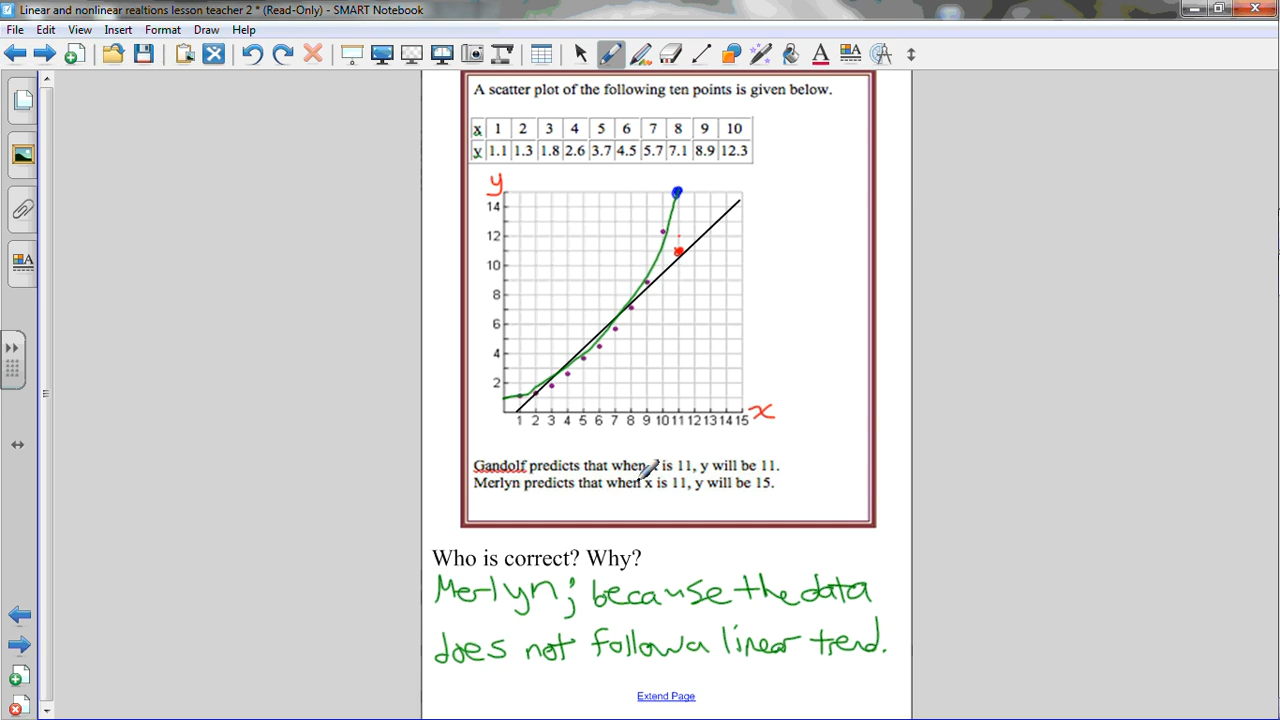 Linear and nonlinear realtions lesson teacher 2 * (Read-Only) - SMART Notebook
File Edit View Insert Format Draw Help
A scatter plot of the following ten points is given below.
x 1 2 3 4 5 6 7 8 9 10
y 1.1 1.3 1.8 2.6 3.7 4.5 5.7 7.1 8.9 12.3
y
14
12
10
8
6
4
2
1 2 3 4 5 6 7 8 9 10 11 12 13 14 15 x
Gandolf predicts that when x is 11, y will be 11.
Merlyn predicts that when x is 11, y will be 15.
Who is correct? Why?
Merlyn; because the data
does not follow a linear trend.
Extend Page